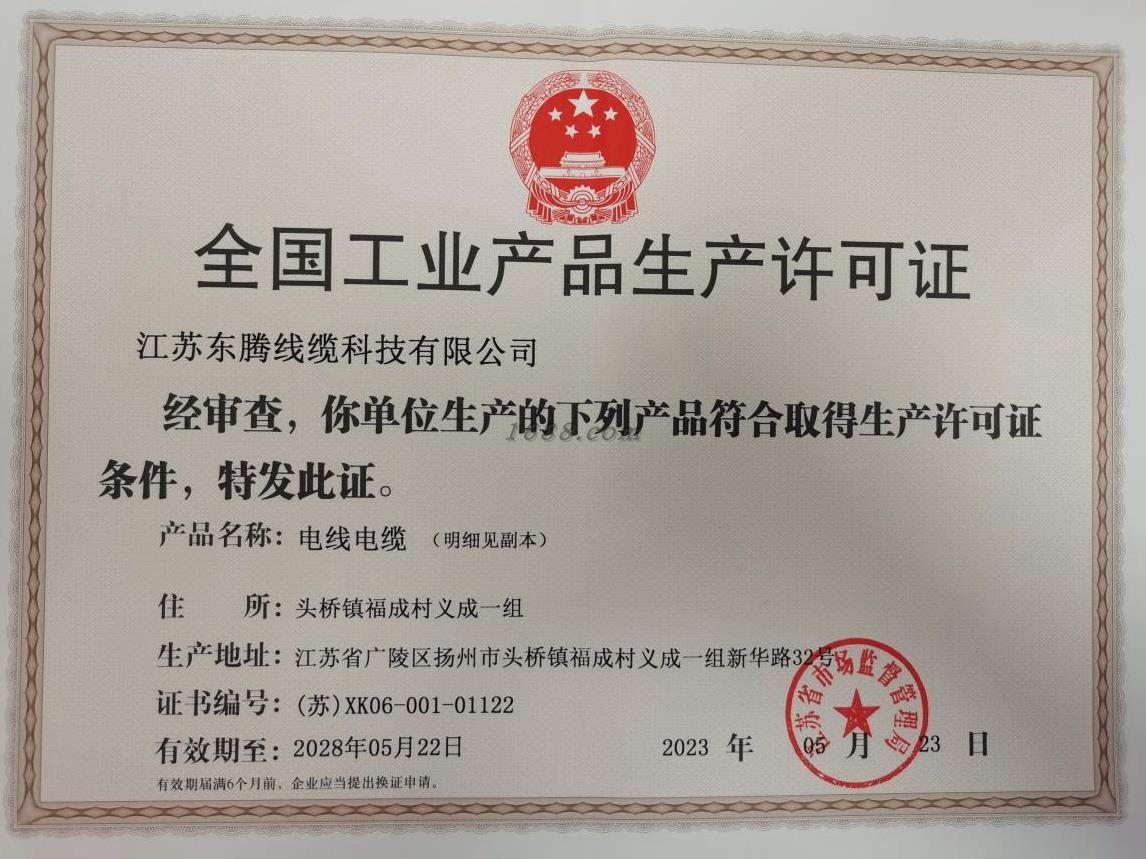 全国工业产品生产许可证
江苏东腾线缆科技有限公司
经审查，你单位生产的下列产品符合取得生产许可证
1688.com
条件，特发此证。
产品名称：电线电缆 （明细见副本）
住 所：头桥镇福成村义成一组
生产地址：江苏省广陵区扬州市头桥镇福成村义成一组新华路32号
江苏省市场监督管理局
证书编号：(苏)XK06-001-01122
有效期至：2028年05月22日 2023 年 05 月 23 日
有效期届满6个月前，企业应当提出换证申请。